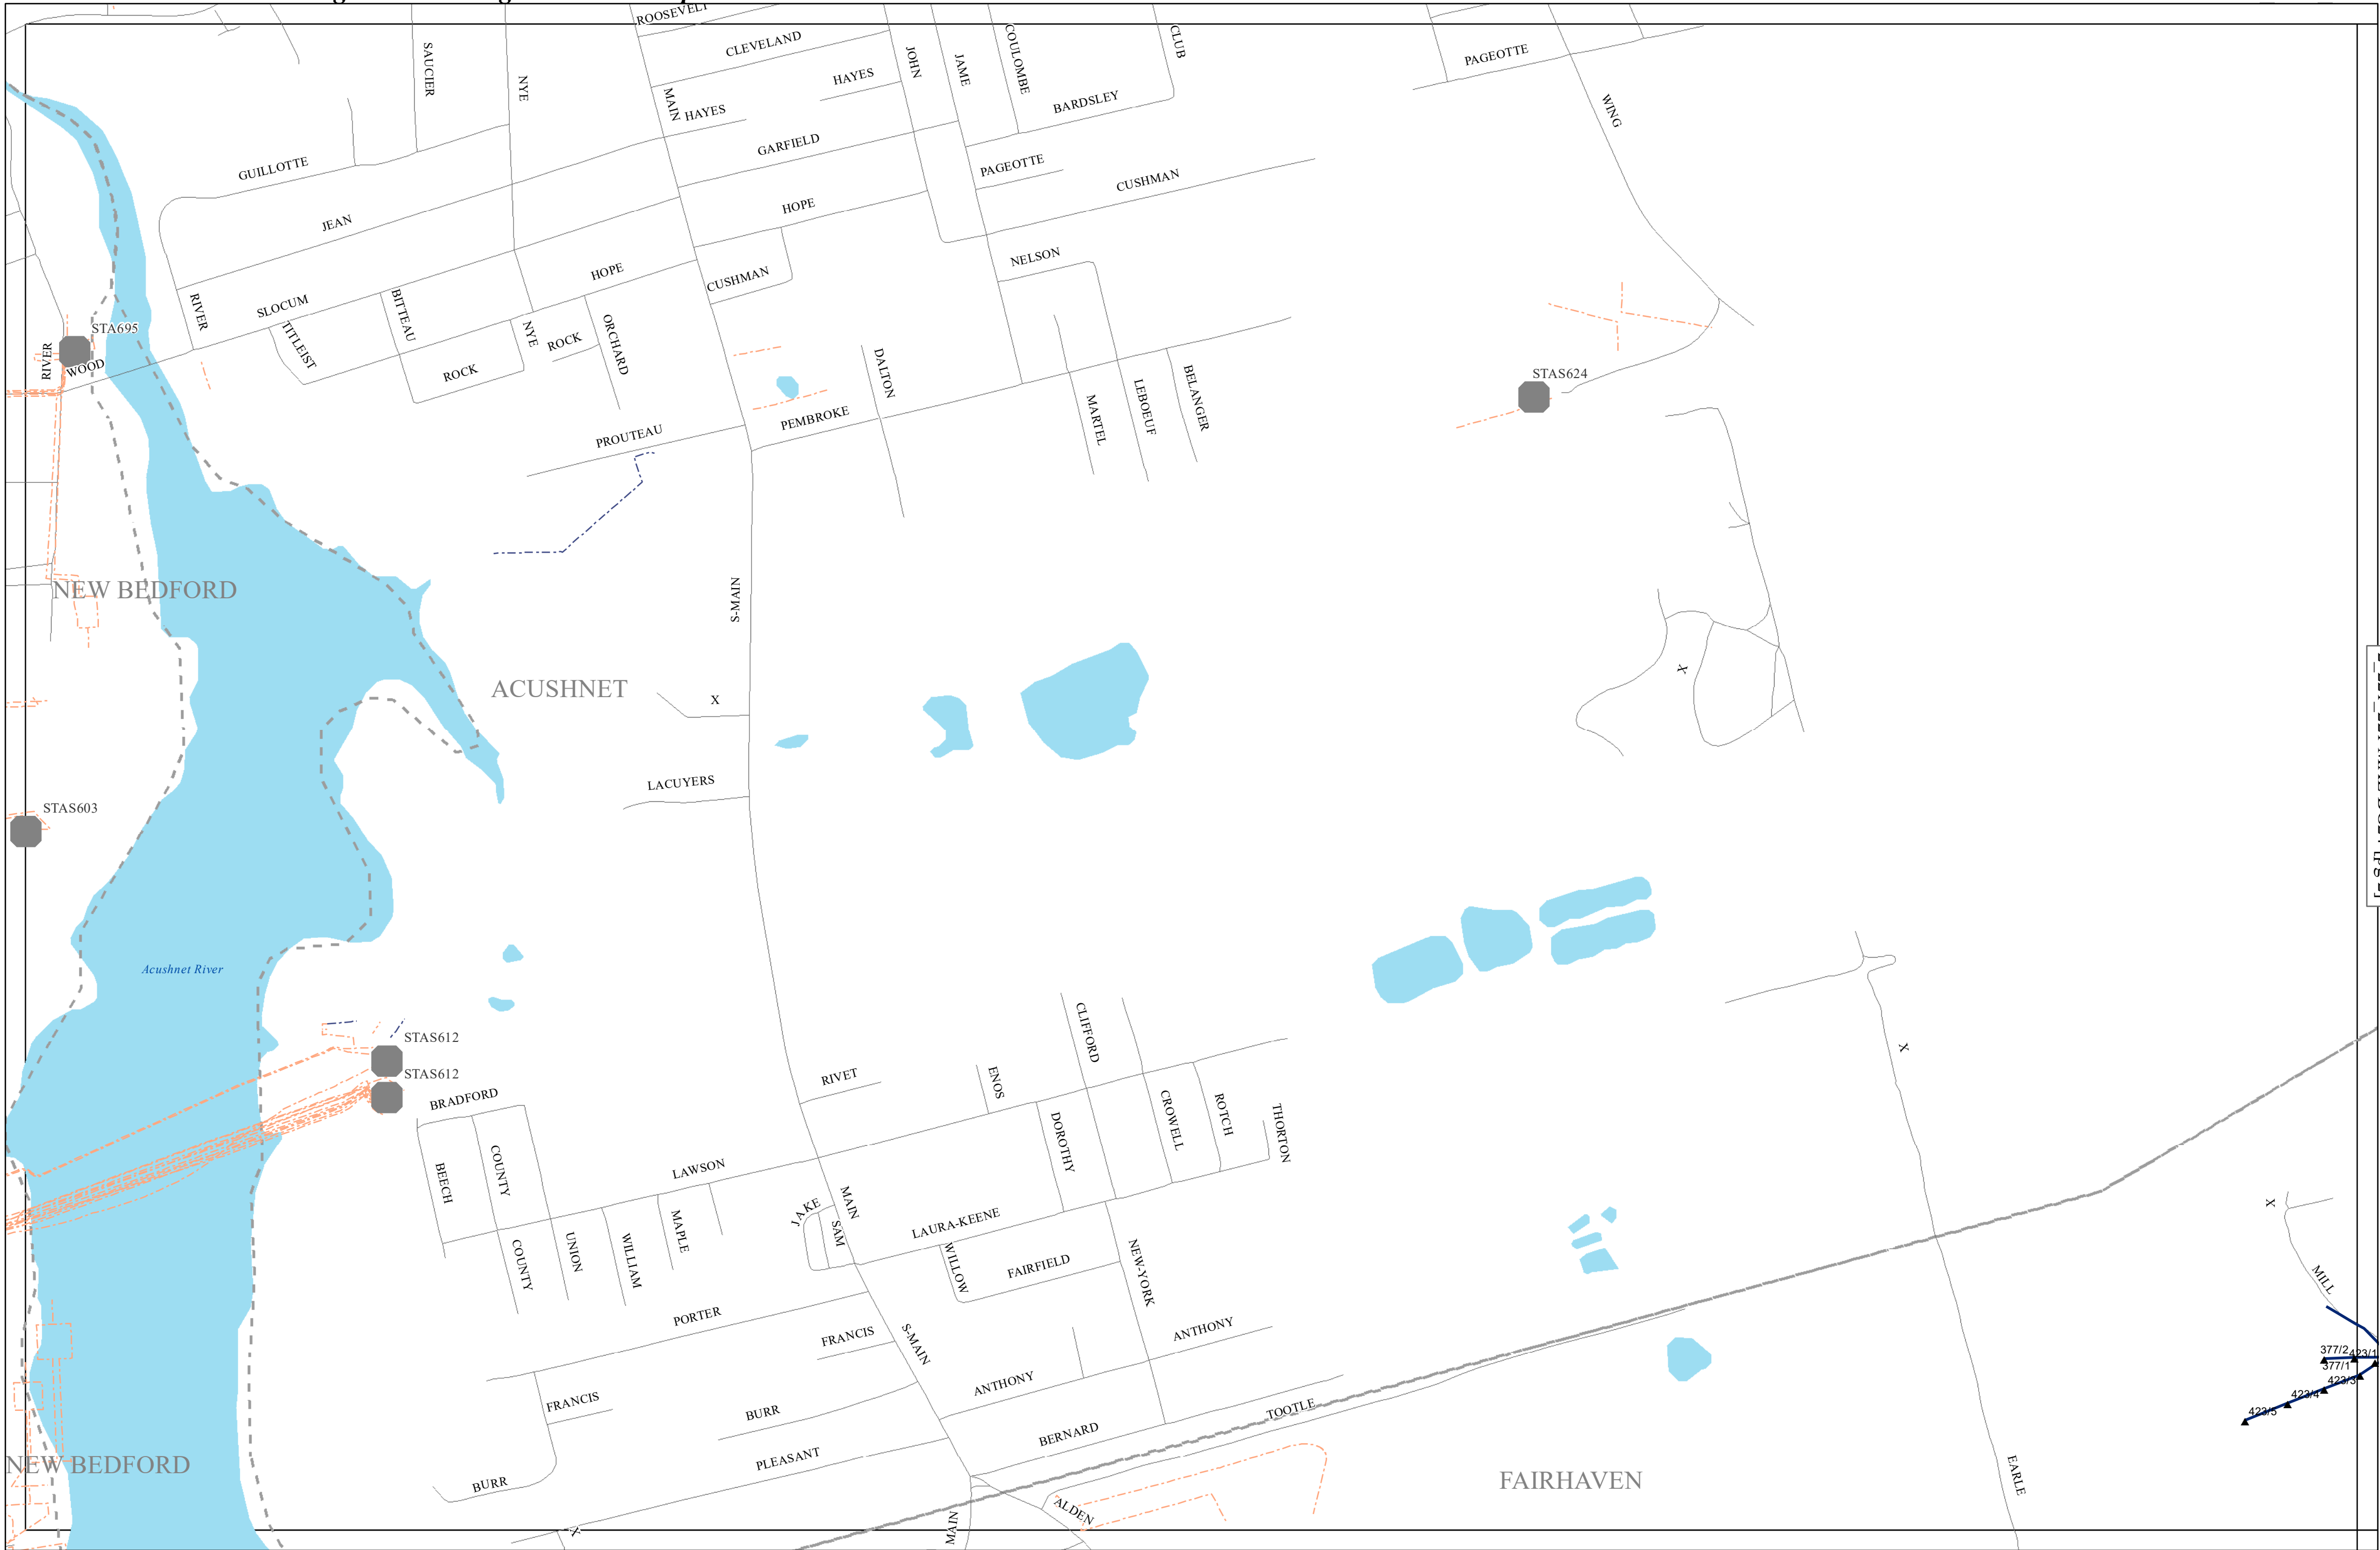 ROOSEVELT
CLEVELAND
SAUCIER
NYE
MAIN
HAYES
HAYES
JOHN
JAME
COULOMBE
CLUB
BARDSLEY
PAGEOTTE
WING
GUILLOTTE
GARFIELD
PAGEOTTE
CUSHMAN
JEAN
HOPE
NELSON
HOPE
CUSHMAN
RIVER
SLOCUM
BITTEAU
TITLEIST
NYE
ROCK
ORCHARD
ROCK
STA695
RIVER
WOOD
DALTON
PEMBROKE
PROUTEAU
MARTEL
LEBOEUF
BELANGER
STAS624
NEW BEDFORD
S-MAIN
ACUSHNET
X
X
LACUYERS
STAS603
Acushnet River
STAS612
STAS612
BRADFORD
RIVET
ENOS
CLIFFORD
X
BEECH
COUNTY
DOROTHY
CROWELL
ROTCH
THORTON
LAWSON
JAKE
SAM
MAIN
LAURA-KEENE
X
COUNTY
UNION
WILLIAM
MAPLE
WILLOW
FAIRFIELD
NEW-YORK
MILL
PORTER
FRANCIS
S-MAIN
ANTHONY
377/2
423/1
377/1
423/3
423/4
423/5
ANTHONY
FRANCIS
BURR
TOOTLE
BERNARD
PLEASANT
NEW BEDFORD
BURR
FAIRHAVEN
EARLE
ALDEN
MAIN
X